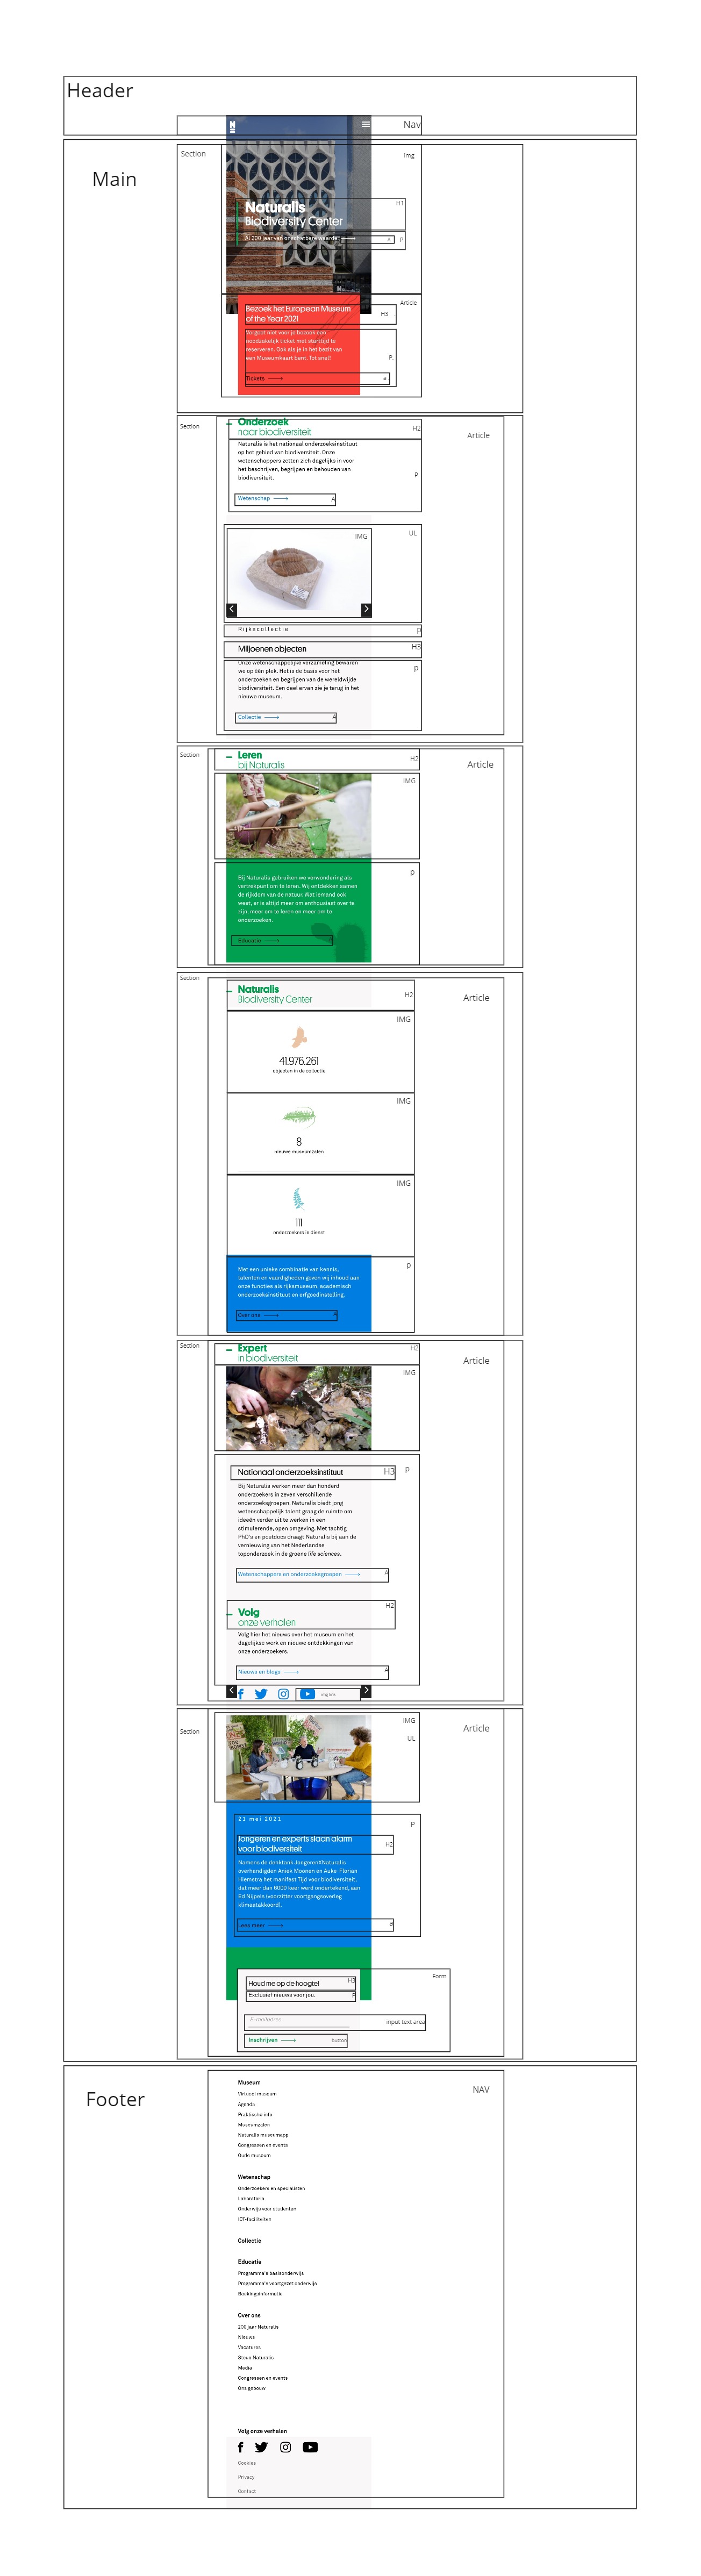 Header
Nav
Main
Section
img
Naturalis
H1
Biodiversity Center
Al 200 jaar van onschatbare waarde
A
p
Article
Bezoek het European Museum
of the Year 2021
H3
Vergeet niet voor je bezoek een
noodzakelijk ticket met starttijd te
reserveren. Ook als je in het bezit van
een Museumkaart bent. Tot snel!
P.
Tickets
a
Section
Onderzoek
naar biodiversiteit
H2
Article
Naturalis is het nationaal onderzoeksinstituut
op het gebied van biodiversiteit. Onze
wetenschappers zetten zich dagelijks in voor
het beschrijven, begrijpen en behouden van
biodiversiteit.
p
Wetenschap
A
IMG
UL
Rijkscollectie
p
Miljoenen objecten
H3
Onze wetenschappelijke verzameling bewaren
we op één plek. Het is de basis voor het
onderzoeken en begrijpen van de wereldwijde
biodiversiteit. Een deel ervan zie je terug in het
nieuwe museum.
p
Collectie
A
Section
Leren
bij Naturalis
H2
Article
IMG
p
Bij Naturalis gebruiken we verwondering als
vertrekpunt om te leren. Wij ontdekken samen
de rijkdom van de natuur. Wat iemand ook
weet, er is altijd meer om enthousiast over te
zijn, meer om te leren en meer om te
onderzoeken.
Educatie
A
Section
Naturalis
Biodiversity Center
H2
Article
IMG
41.976.261
objecten in de collectie
IMG
8
nieuwe museumzalen
IMG
111
onderzoekers in dienst
p
Met een unieke combinatie van kennis,
talenten en vaardigheden geven wij inhoud aan
onze functies als rijksmuseum, academisch
onderzoeksinstituut en erfgoedinstelling.
Over ons
A
Section
Expert
in biodiversiteit
H2
Article
IMG
Nationaal onderzoeksinstituut
H3
p
Bij Naturalis werken meer dan honderd
onderzoekers in zeven verschillende
onderzoeksgroepen. Naturalis biedt jong
wetenschappelijk talent graag de ruimte om
ideeën verder uit te werken in een
stimulerende, open omgeving. Met tachtig
PhD's en postdocs draagt Naturalis bij aan de
vernieuwing van het Nederlandse
toponderzoek in de groene life sciences.
Wetenschappers en onderzoeksgroepen
A
H2
Volg
onze verhalen
Volg hier het nieuws over het museum en het
dagelijkse werk en nieuwe ontdekkingen van
onze onderzoekers.
Nieuws en blogs
A
img link
Section
IMG
UL
Article
21 mei 2021
P
Jongeren en experts slaan alarm
voor biodiversiteit
H2
Namens de denktank JongerenXNaturalis
overhandigden Aniek Moonen en Auke-Florian
Hiemstra het manifest Tijd voor biodiversiteit,
dat meer dan 6000 keer werd ondertekend, aan
Ed Nijpels (voorzitter voortgangsoverleg
klimaatakkoord).
Lees meer
a
Form
Houd me op de hoogte!
H3
Exclusief nieuws voor jou.
P
E-mailadres
input text area
Inschrijven
button
Footer
NAV
Museum
Virtueel museum
Agenda
Praktische info
Museumzalen
Naturalis museumapp
Congressen en events
Oude museum
Wetenschap
Onderzoekers en specialisten
Laboratoria
Onderwijs voor studenten
ICT-faciliteiten
Collectie
Educatie
Programma's basisonderwijs
Programma's voortgezet onderwijs
Boekingsinformatie
Over ons
200 jaar Naturalis
Nieuws
Vacatures
Steun Naturalis
Media
Congressen en events
Ons gebouw
Volg onze verhalen
Cookies
Privacy
Contact